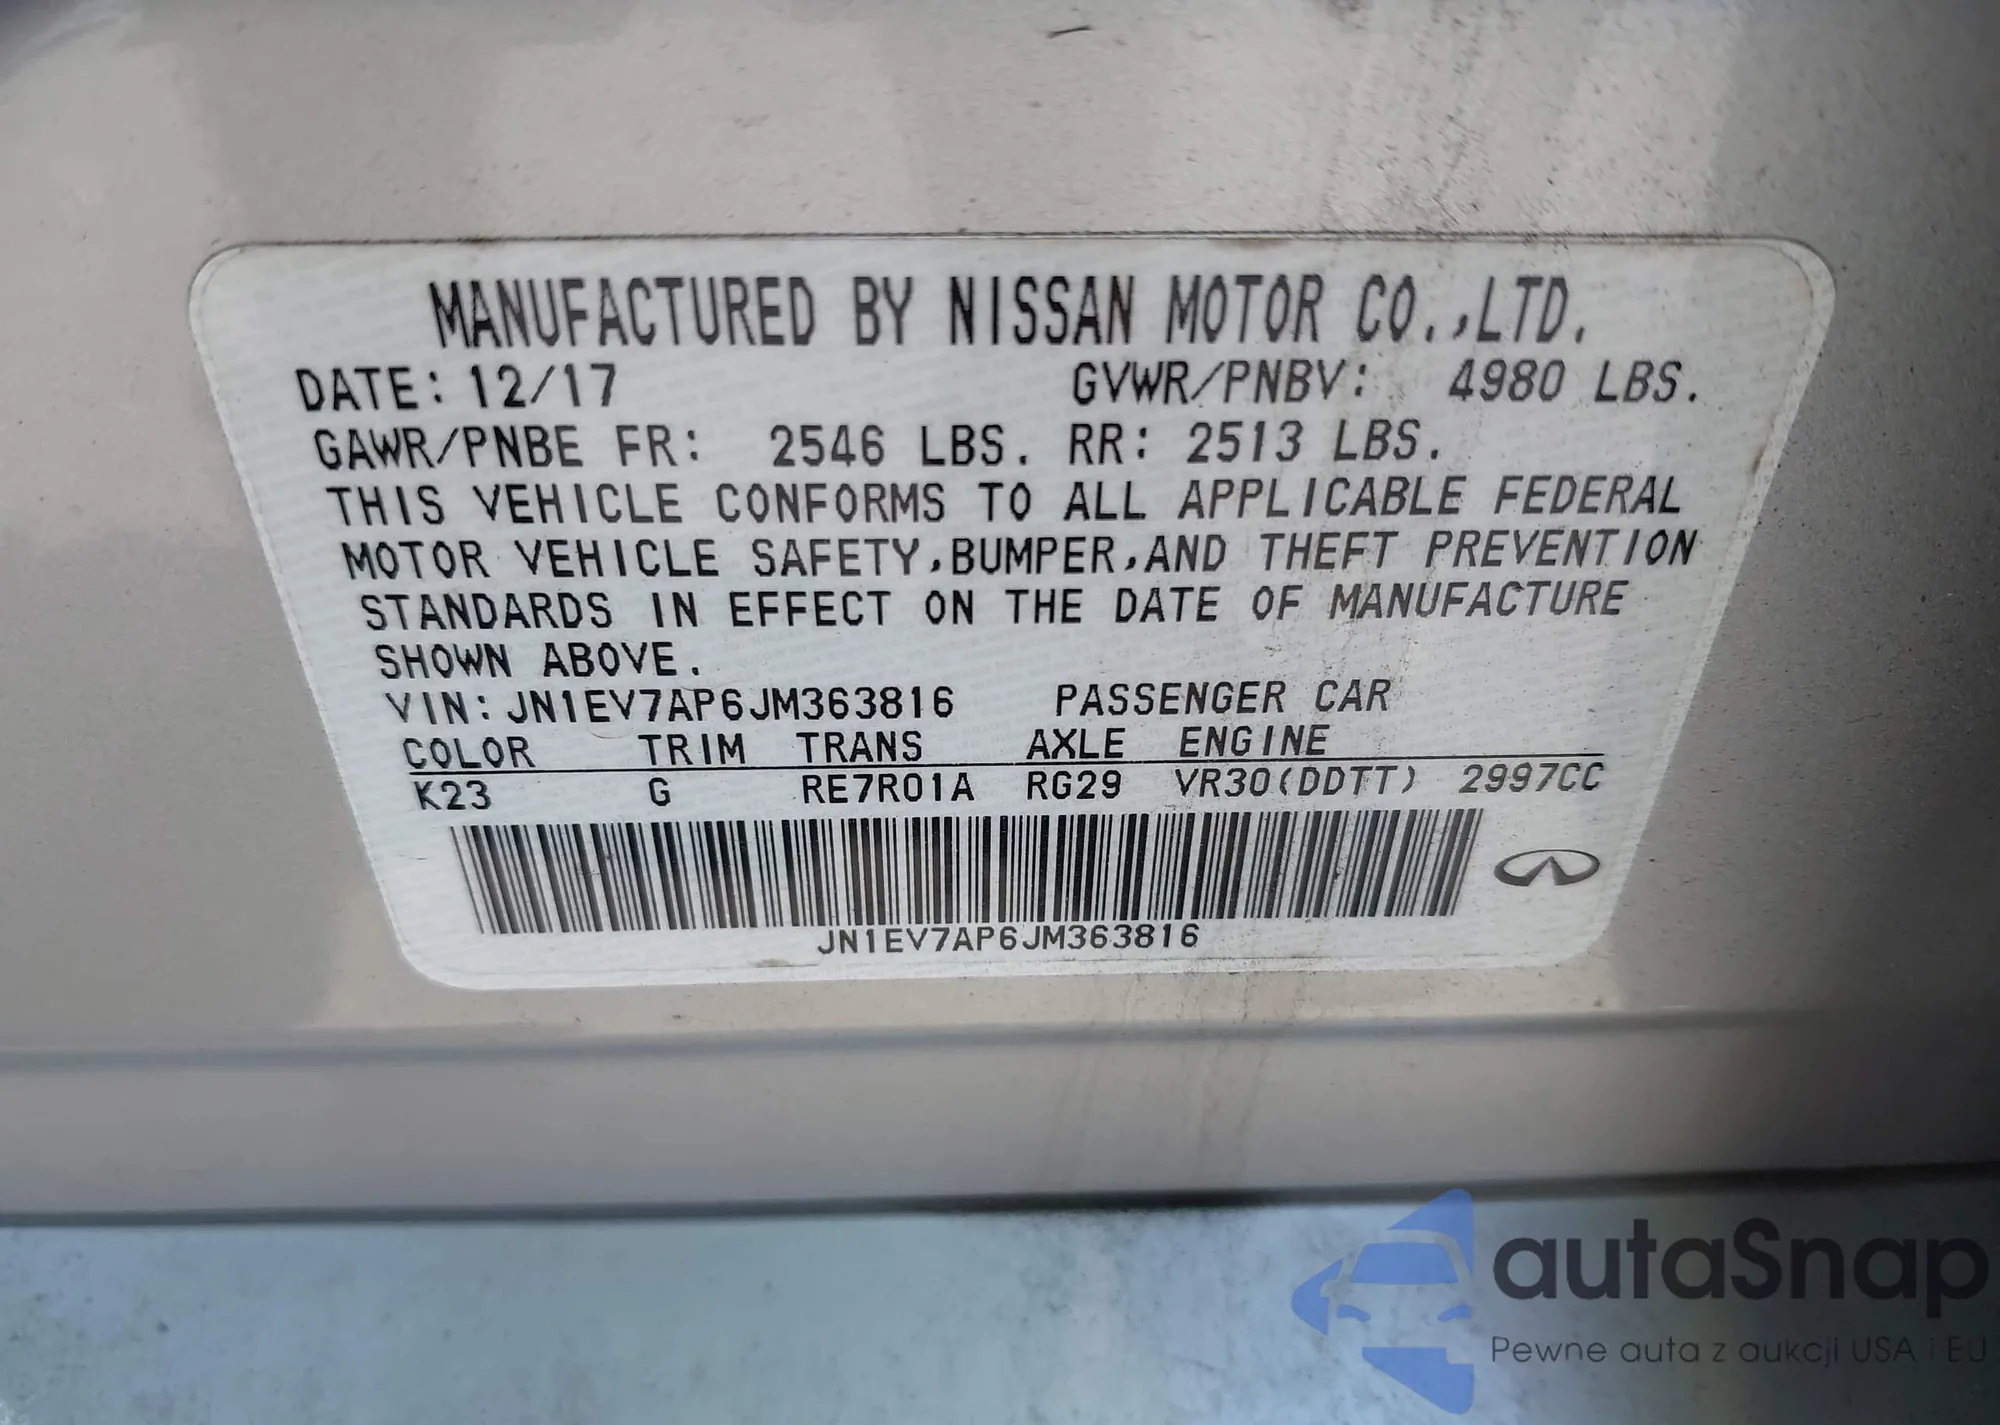 MANUFACTURED BY NISSAN MOTOR CO.,LTD.
DATE: 12/17 GVWR/PNBV: 4980 LBS.
GAWR/PNBE FR: 2546 LBS. RR: 2513 LBS.
THIS VEHICLE CONFORMS TO ALL APPLICABLE FEDERAL
MOTOR VEHICLE SAFETY,BUMPER,AND THEFT PREVENTION
STANDARDS IN EFFECT ON THE DATE OF MANUFACTURE
SHOWN ABOVE.
VIN: JN1EV7AP6JM363816 PASSENGER CAR
COLOR TRIM TRANS AXLE ENGINE
K23 G RE7R01A RG29 VR30(DDTT) 2997CC
JN1EV7AP6JM363816
autaSnap
Pewne auta z aukcji USA i EU